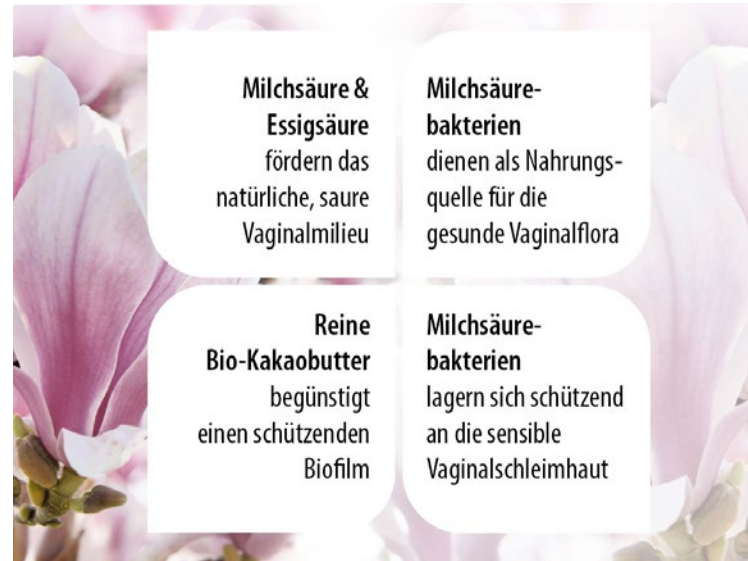 Milchsäure &
Essigsäure
fördern das
natürliche, saure
Vaginalmilieu
Milchsäure-
bakterien
dienen als Nahrungs-
quelle für die
gesunde Vaginalflora
Reine
Bio-Kakaobutter
begünstigt
einen schützenden
Biofilm
Milchsäure-
bakterien
lagern sich schützend
an die sensible
Vaginalschleimhaut